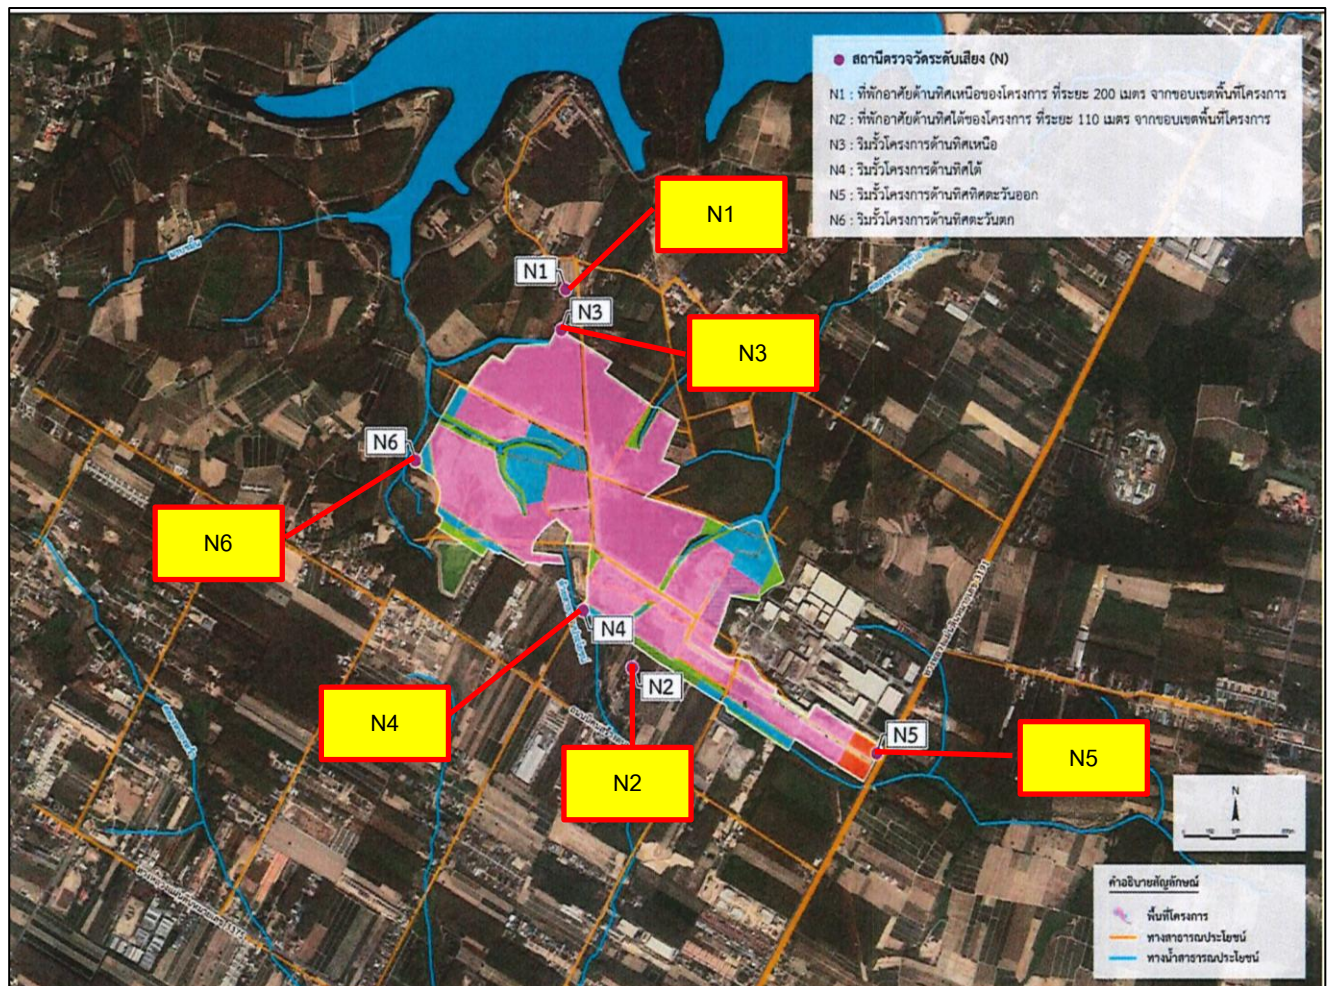 สถานีตรวจวัดระดับเสียง (N)
N1 : ที่พักอาศัยด้านทิศเหนือของโครงการ ที่ระยะ 200 เมตร จากขอบเขตพื้นที่โครงการ
N2 : ที่พักอาศัยด้านทิศใต้ของโครงการ ที่ระยะ 110 เมตร จากขอบเขตพื้นที่โครงการ
N3 : ริมรั้วโครงการด้านทิศเหนือ
N4 : ริมรั้วโครงการด้านทิศใต้
N5 : ริมรั้วโครงการด้านทิศทิศตะวันออก
N6 : ริมรั้วโครงการด้านทิศตะวันตก
N1
N1
N3
N3
N6
N6
N4
N4
N2
N2
N5
N5
N
คำอธิบายสัญลักษณ์
พื้นที่โครงการ
ทางสาธารณประโยชน์
ทางน้ำสาธารณประโยชน์